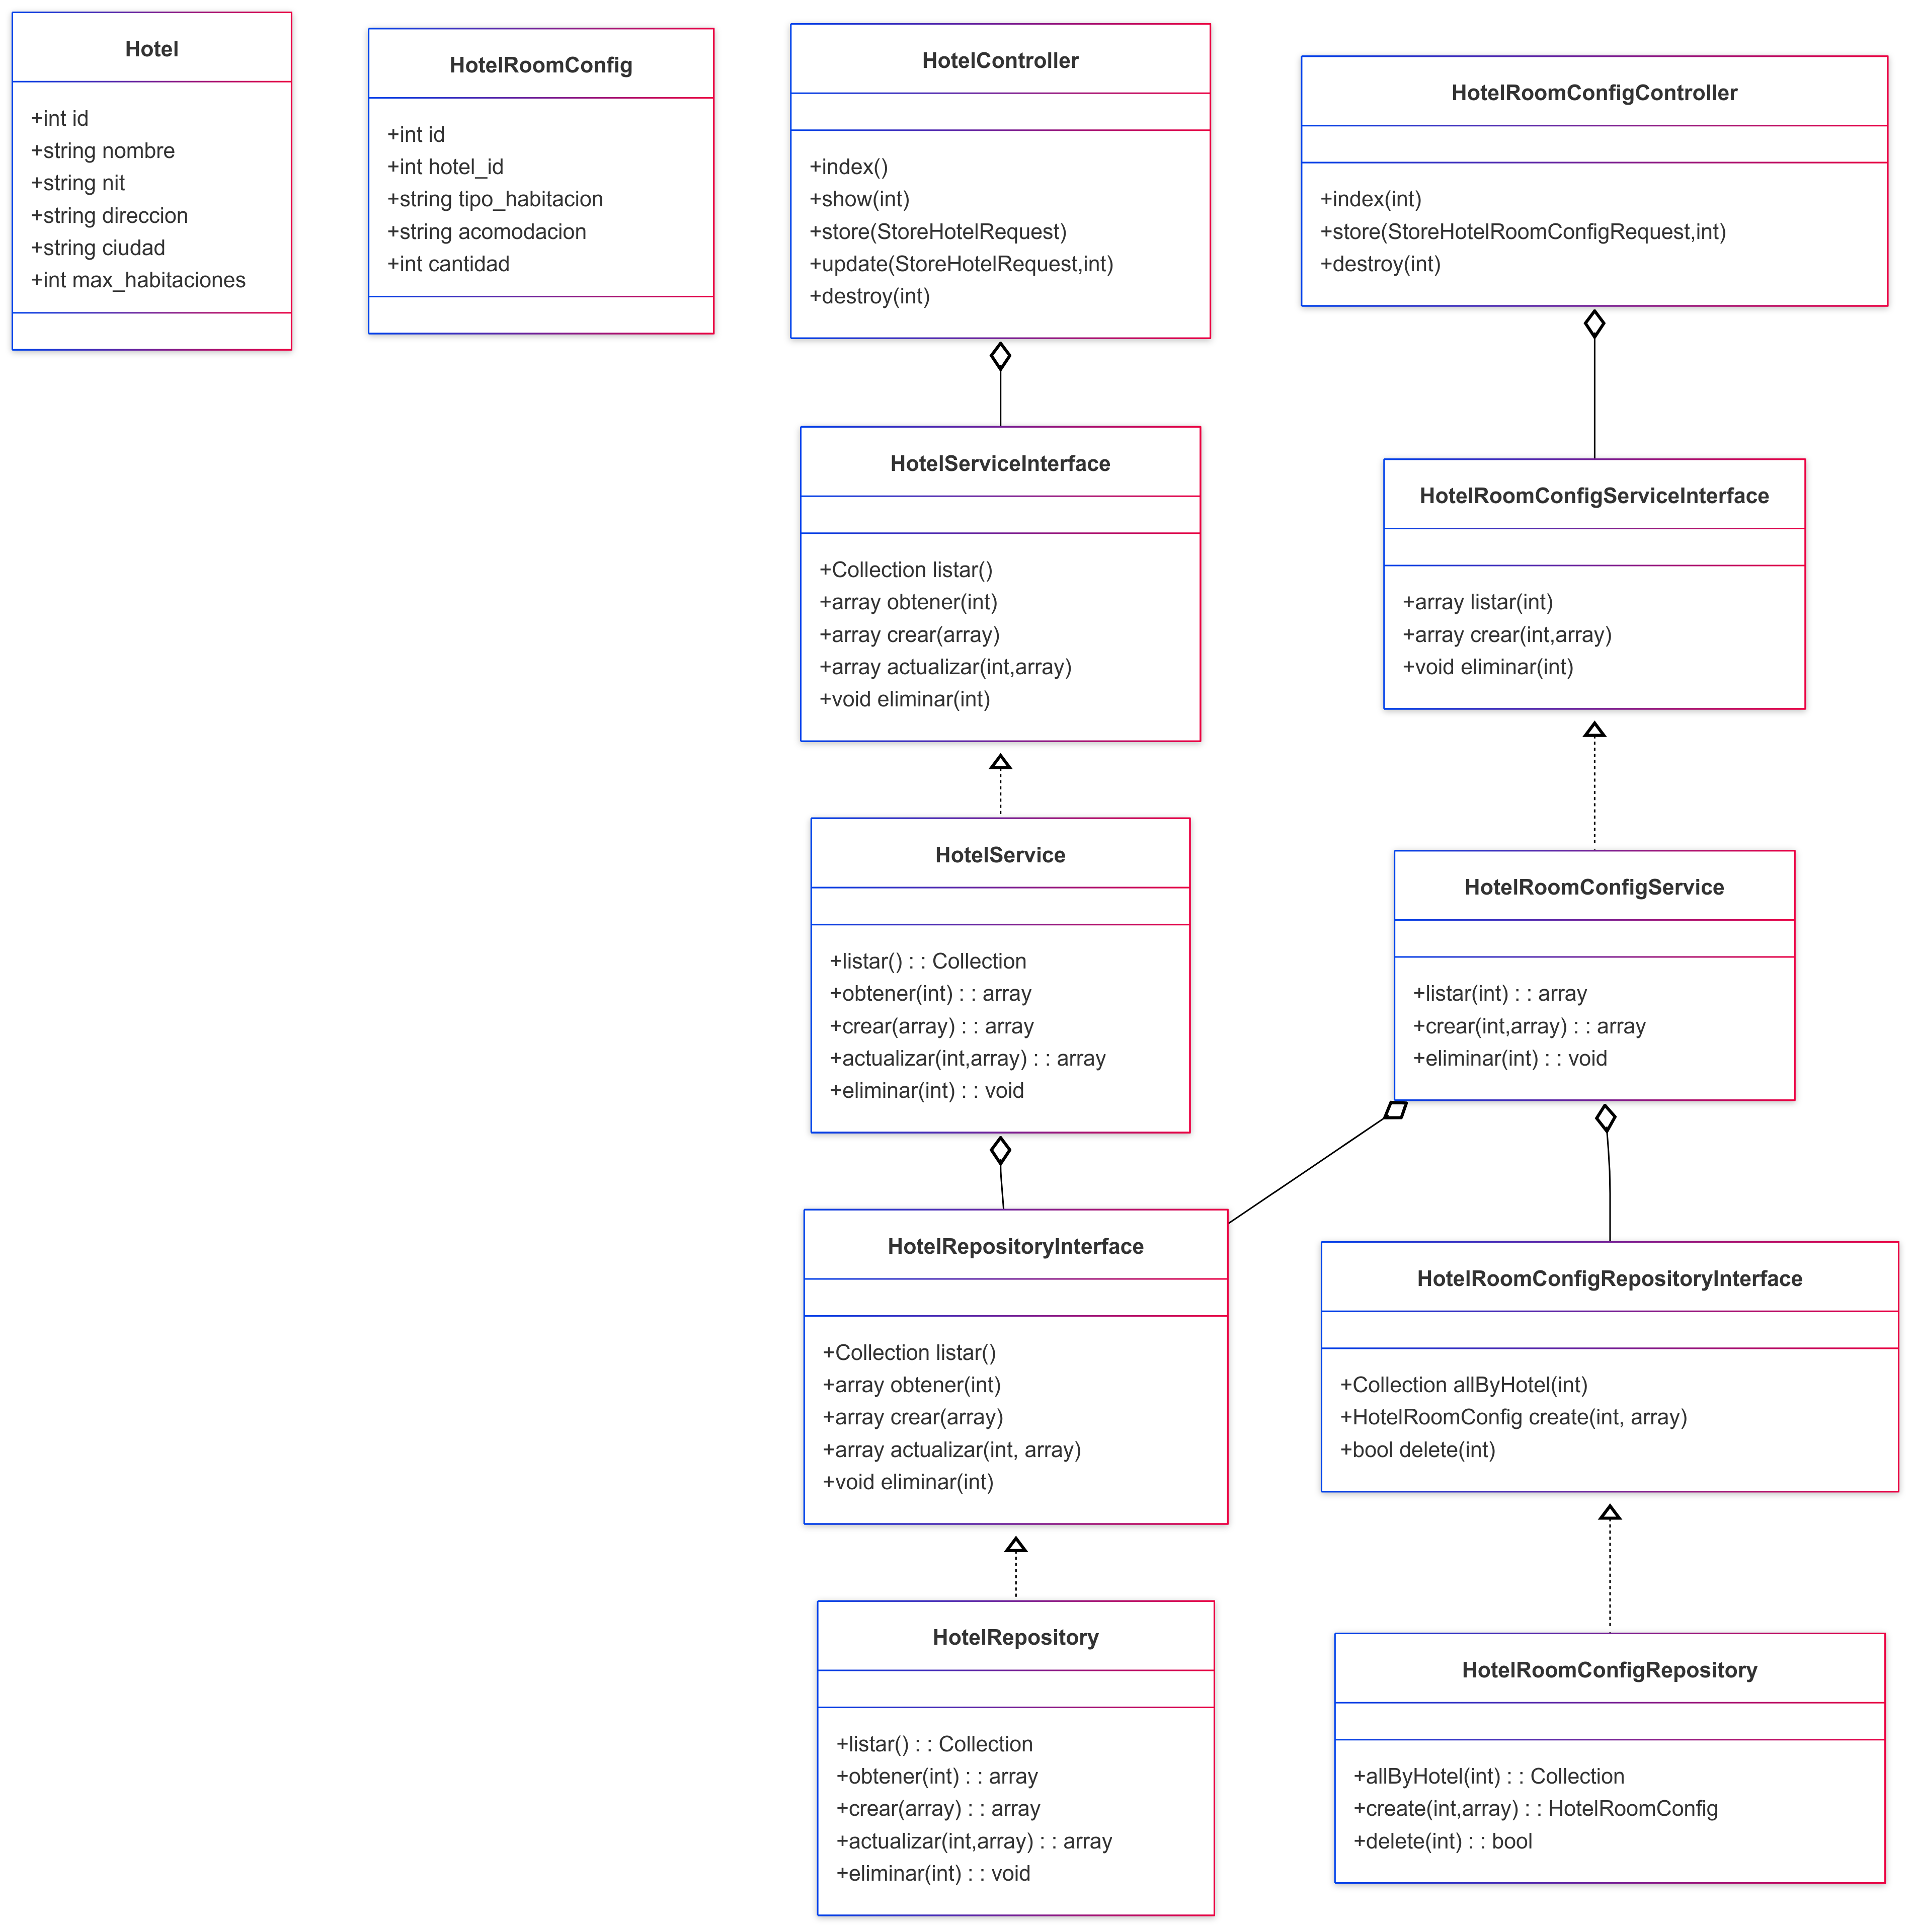 Hotel
+int id
+string nombre
+string nit
+string direccion
+string ciudad
+int max_habitaciones
HotelRoomConfig
+int id
+int hotel_id
+string tipo_habitacion
+string acomodacion
+int cantidad
HotelController
+index()
+show(int)
+store(StoreHotelRequest)
+update(StoreHotelRequest,int)
+destroy(int)
HotelRoomConfigController
+index(int)
+store(StoreHotelRoomConfigRequest,int)
+destroy(int)
HotelServiceInterface
+Collection listar()
+array obtener(int)
+array crear(array)
+array actualizar(int,array)
+void eliminar(int)
HotelRoomConfigServiceInterface
+array listar(int)
+array crear(int,array)
+void eliminar(int)
HotelService
+listar() : : Collection
+obtener(int) : : array
+crear(array) : : array
+actualizar(int,array) : : array
+eliminar(int) : : void
HotelRoomConfigService
+listar(int) : : array
+crear(int,array) : : array
+eliminar(int) : : void
HotelRepositoryInterface
+Collection listar()
+array obtener(int)
+array crear(array)
+array actualizar(int, array)
+void eliminar(int)
HotelRoomConfigRepositoryInterface
+Collection allByHotel(int)
+HotelRoomConfig create(int, array)
+bool delete(int)
HotelRepository
+listar() : : Collection
+obtener(int) : : array
+crear(array) : : array
+actualizar(int,array) : : array
+eliminar(int) : : void
HotelRoomConfigRepository
+allByHotel(int) : : Collection
+create(int,array) : : HotelRoomConfig
+delete(int) : : bool